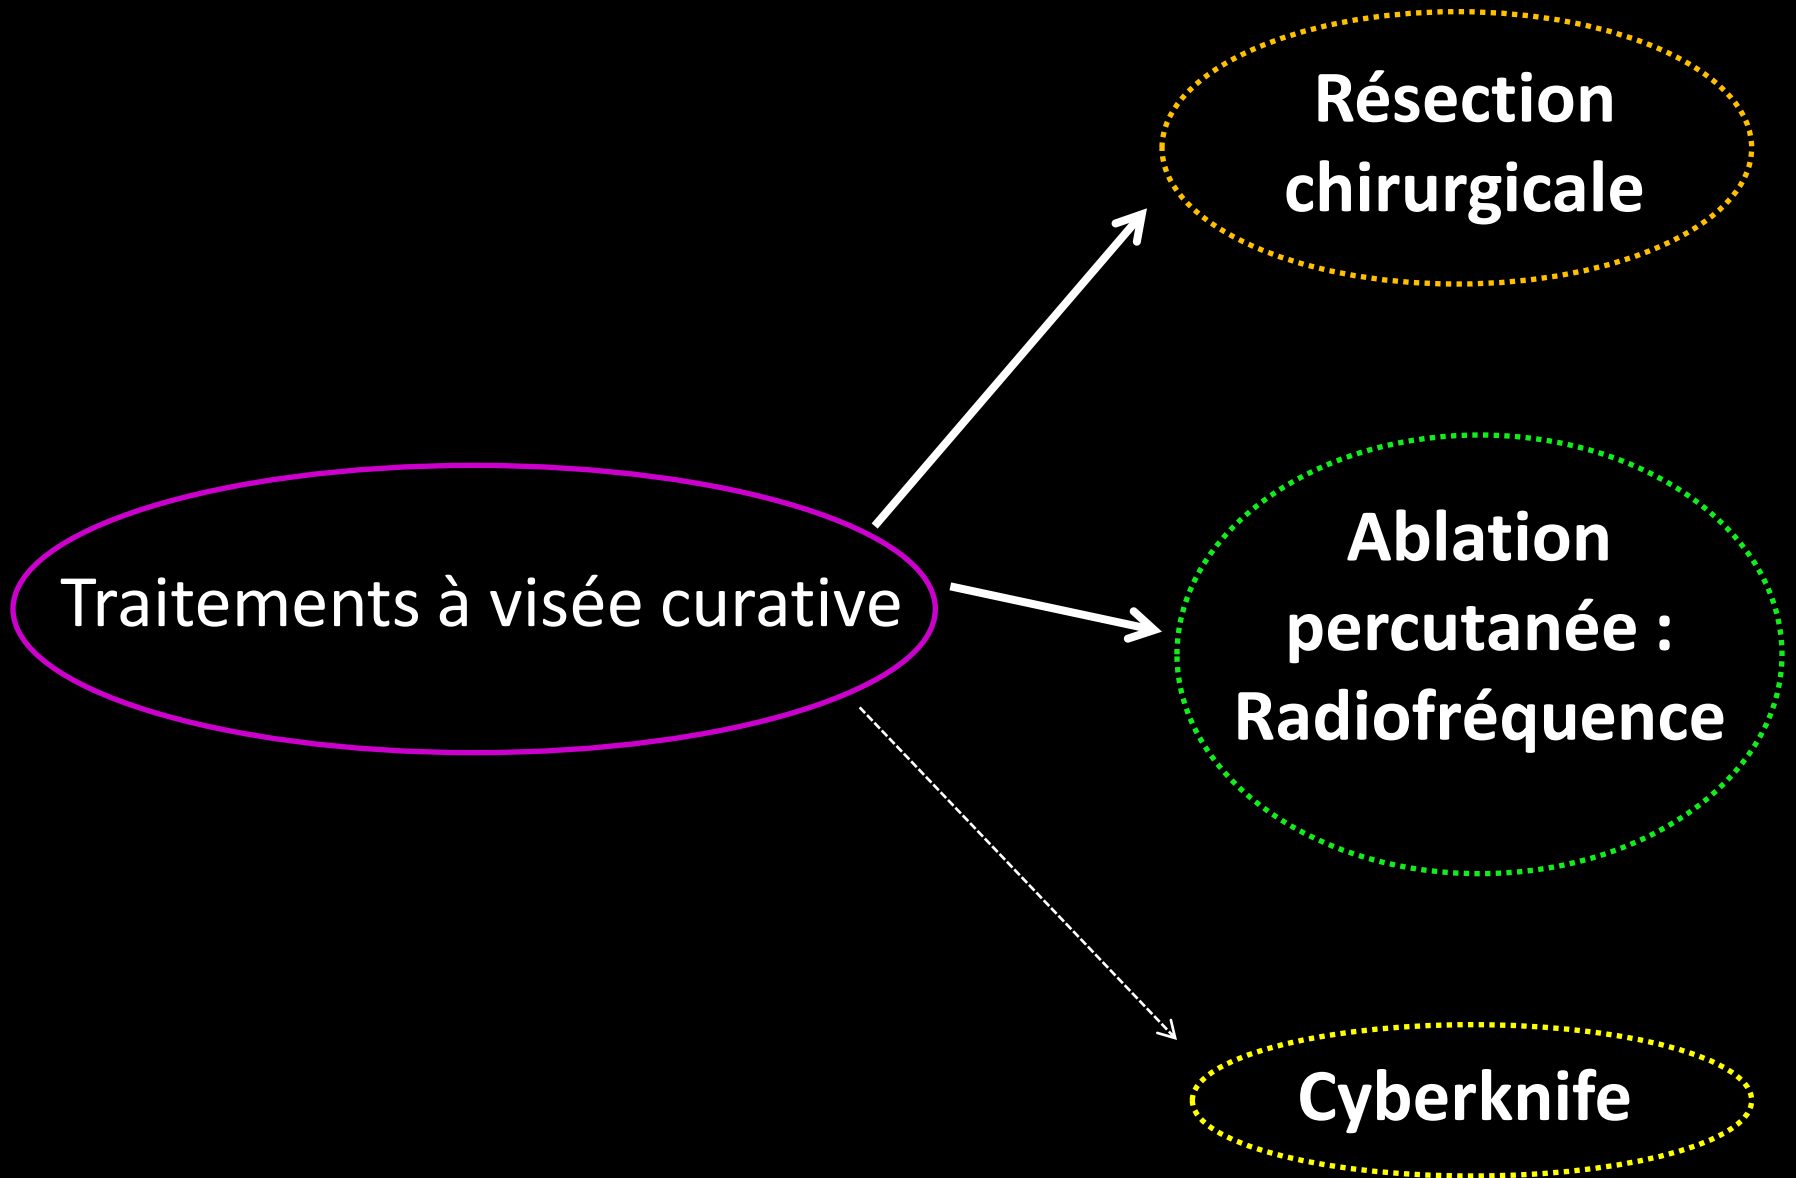 Résection
chirurgicale
Traitements à visée curative
Ablation
percutanée :
Radiofréquence
Cyberknife